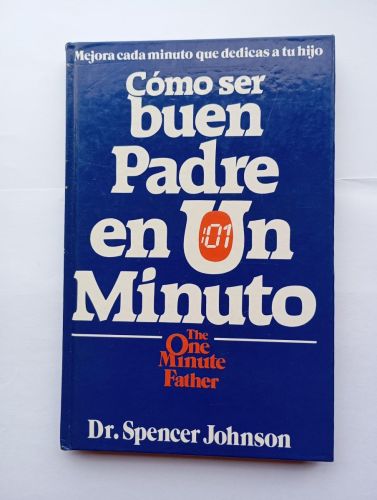 Mejora cada minuto que dedicas a tu hijo
Cómo ser
buen
Padre
en Un
:01
Minuto
The
One
Minute
Father
Dr. Spencer Johnson